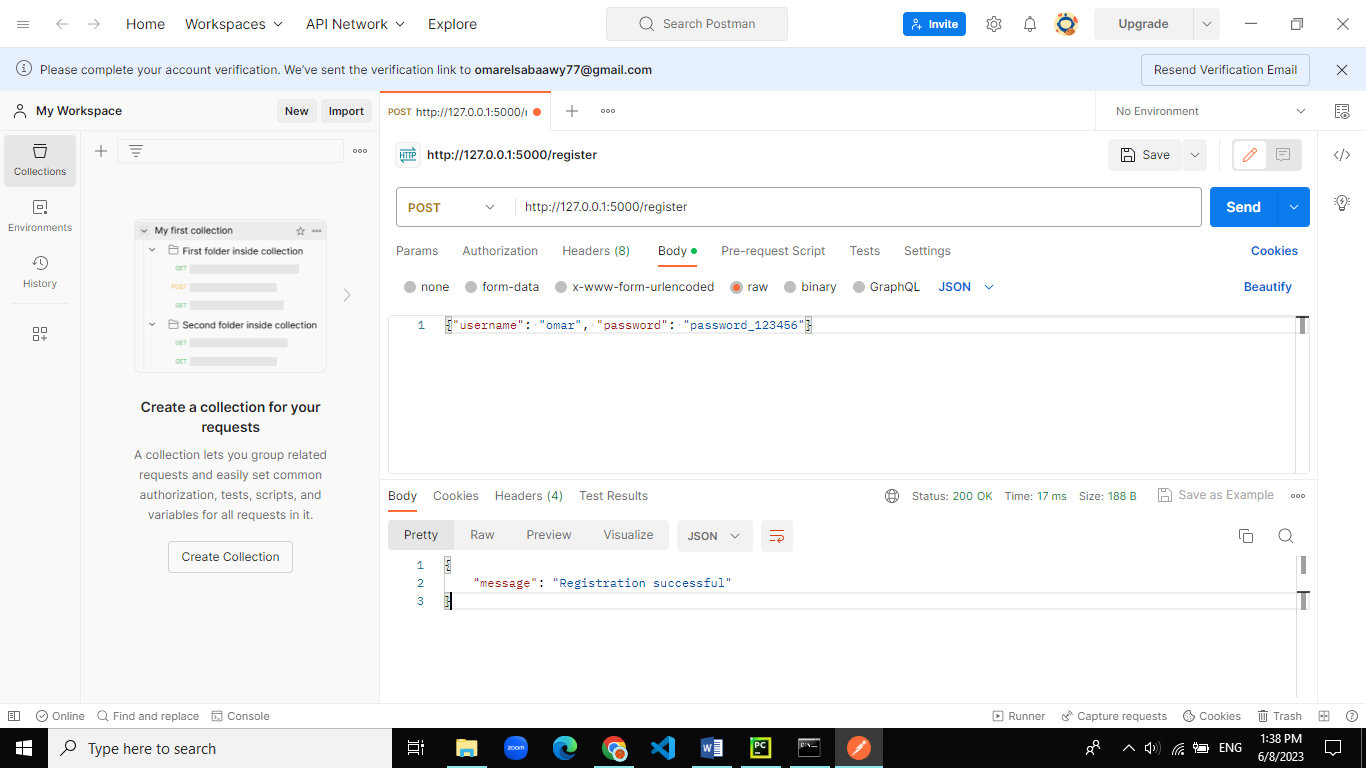 Home Workspaces API Network Explore Search Postman Invite Upgrade
Please complete your account verification. We've sent the verification link to omarelsabaawy77@gmail.com Resend Verification Email
My Workspace New Import POST http://127.0.0.1:5000/r No Environment
HTTP http://127.0.0.1:5000/register Save
Collections
Environments
History
My first collection
First folder inside collection
GET
POST
GET
Second folder inside collection
GET
GET
Create a collection for your
requests
A collection lets you group related
requests and easily set common
authorization, tests, scripts, and
variables for all requests in it.
Create Collection
POST http://127.0.0.1:5000/register Send
Params Authorization Headers (8) Body Pre-request Script Tests Settings Cookies
none form-data x-www-form-urlencoded raw binary GraphQL JSON Beautify
1 {"username": "omar", "password": "password_123456"}
Body Cookies Headers (4) Test Results Status: 200 OK Time: 17 ms Size: 188 B Save as Example
Pretty Raw Preview Visualize JSON
1 {
2 "message": "Registration successful"
3 }
Online Find and replace Console Runner Capture requests Cookies Trash
Type here to search zoom PC ENG 1:38 PM
6/8/2023